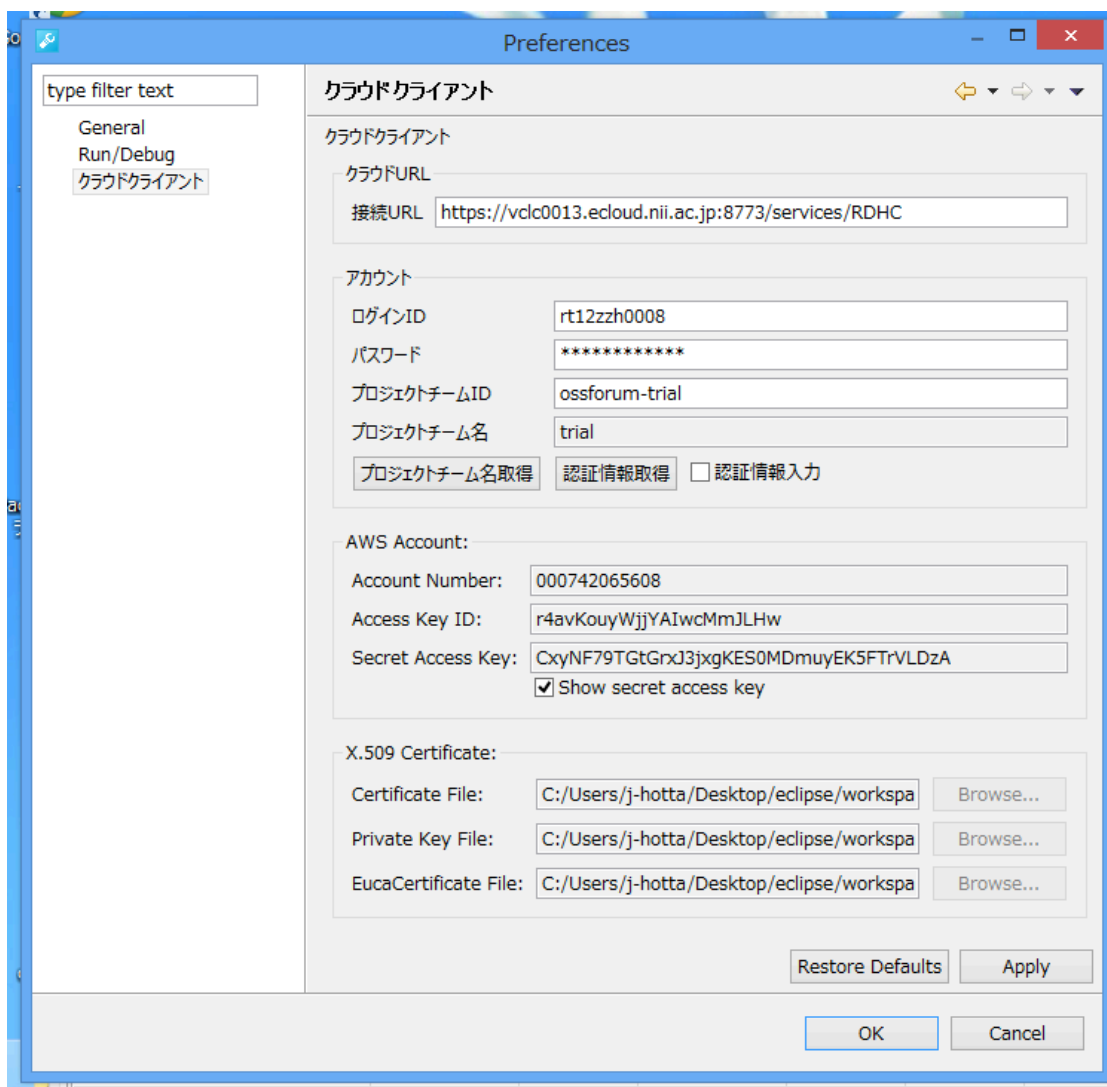 Preferences
type filter text
General
Run/Debug
クラウドクライアント
クラウドクライアント
クラウドクライアント
クラウドURL
接続URL https://vclc0013.ecloud.nii.ac.jp:8773/services/RDHC
アカウント
ログインID rt12zzh0008
パスワード ************
プロジェクトチームID ossforum-trial
プロジェクトチーム名 trial
プロジェクトチーム名取得 認証情報取得 認証情報入力
AWS Account:
Account Number: 000742065608
Access Key ID: r4avKouyWjjYAIwcMmJLHw
Secret Access Key: CxyNF79TGtGrxJ3jxgKES0MDmuyEK5FTrVLDzA
Show secret access key
X.509 Certificate:
Certificate File: C:/Users/j-hotta/Desktop/eclipse/workspa Browse...
Private Key File: C:/Users/j-hotta/Desktop/eclipse/workspa Browse...
EucaCertificate File: C:/Users/j-hotta/Desktop/eclipse/workspa Browse...
Restore Defaults Apply
OK Cancel